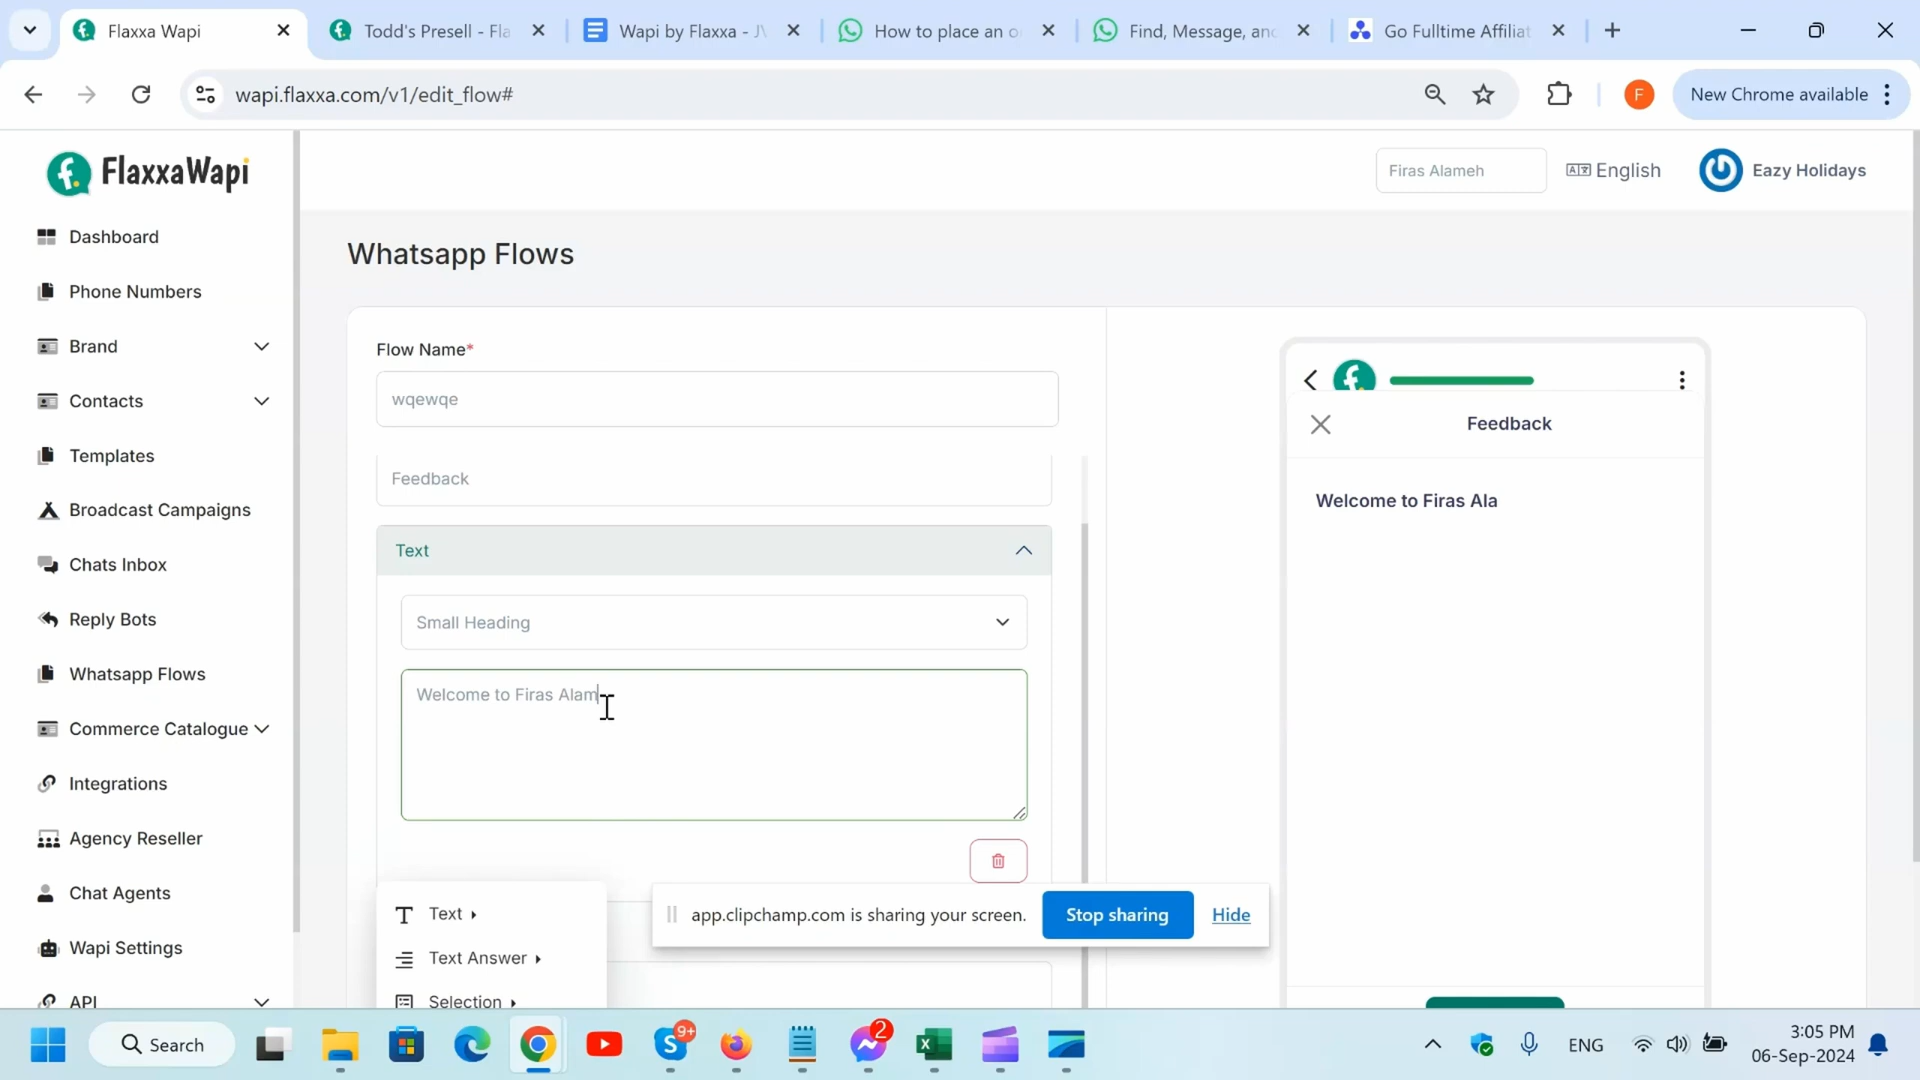 Flaxxa Wapi
Todd's Presell - Fla
Wapi by Flaxxa - J
How to place an o
Find, Message, and
Go Fulltime Affiliat
wapi.flaxxa.com/v1/edit_flow#
F
New Chrome available
f. FlaxxaWapi
Firas Alameh
English
Eazy Holidays
Dashboard
Phone Numbers
Brand
Contacts
Templates
Broadcast Campaigns
Chats Inbox
Reply Bots
Whatsapp Flows
Commerce Catalogue
Integrations
Agency Reseller
Chat Agents
Wapi Settings
API
Whatsapp Flows
Flow Name*
wqewqe
Feedback
Text
Small Heading
Welcome to Firas Alam
Text
Text Answer
Selection
app.clipchamp.com is sharing your screen.
Stop sharing
Hide
Feedback
Welcome to Firas Ala
Search
9+
2
ENG
3:05 PM
06-Sep-2024